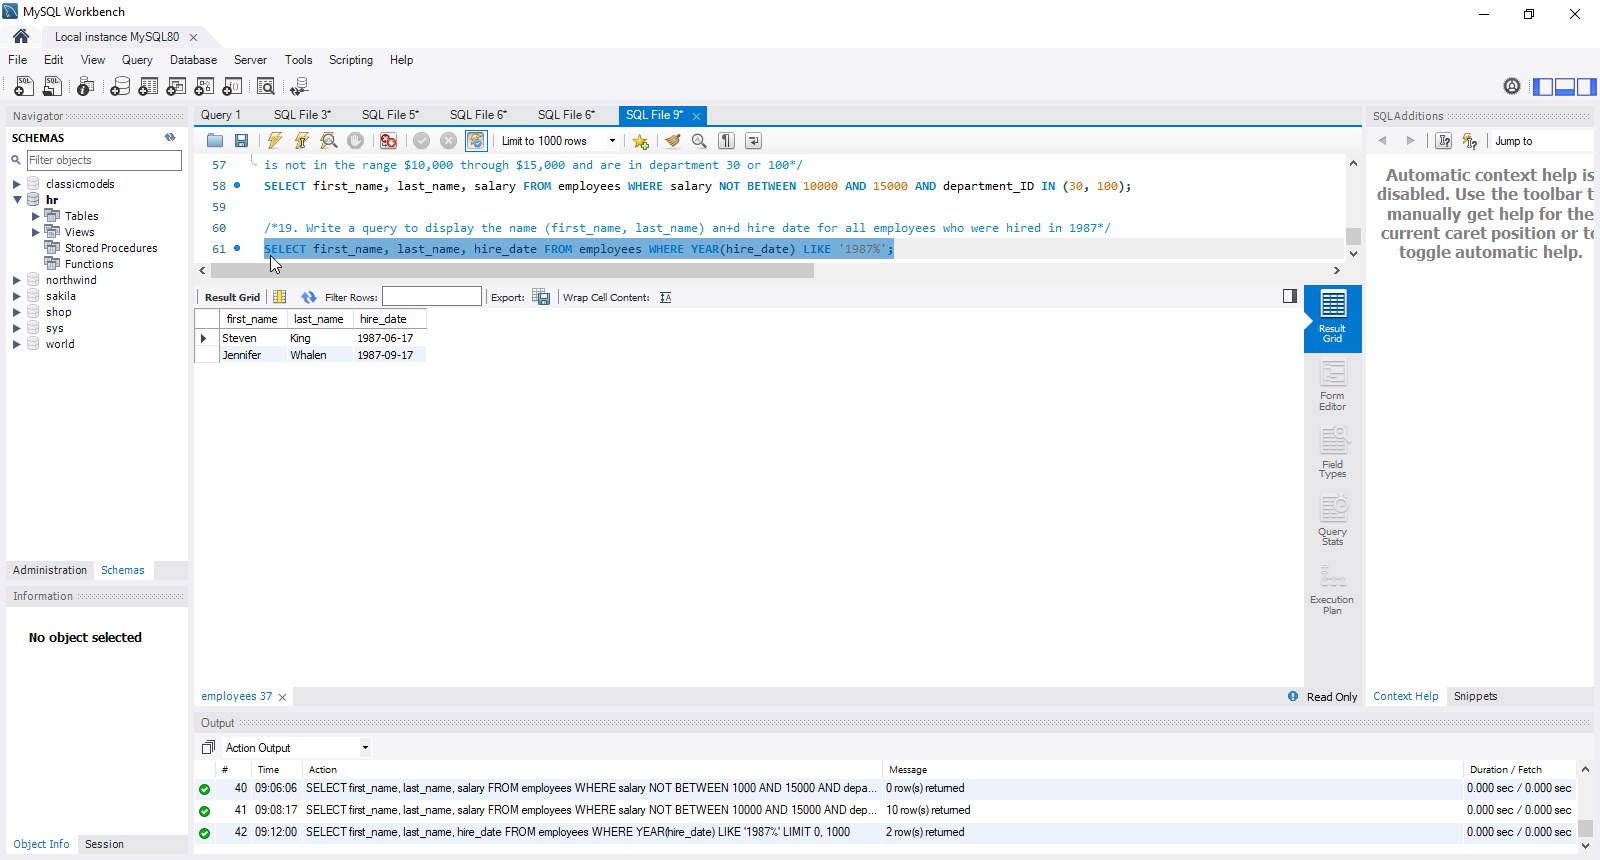 MySQL Workbench
Local instance MySQL80
File Edit View Query Database Server Tools Scripting Help
Navigator
SCHEMAS
Filter objects
classicmodels
hr
Tables
Views
Stored Procedures
Functions
northwind
sakila
shop
sys
world
Administration Schemas
Information
No object selected
Object Info Session
Query 1 SQL File 3* SQL File 5* SQL File 6* SQL File 6* SQL File 9*
Limit to 1000 rows
57 is not in the range $10,000 through $15,000 and are in department 30 or 100*/
58 SELECT first_name, last_name, salary FROM employees WHERE salary NOT BETWEEN 10000 AND 15000 AND department_ID IN (30, 100);
59
60 /*19. Write a query to display the name (first_name, last_name) an+d hire date for all employees who were hired in 1987*/
61 SELECT first_name, last_name, hire_date FROM employees WHERE YEAR(hire_date) LIKE '1987%';
Result Grid Filter Rows: Export: Wrap Cell Content:
first_name last_name hire_date
Steven King 1987-06-17
Jennifer Whalen 1987-09-17
Result
Grid
Form
Editor
Field
Types
Query
Stats
Execution
Plan
employees 37
Read Only
SQLAdditions
Jump to
Automatic context help is
disabled. Use the toolbar t
manually get help for the
current caret position or to
toggle automatic help.
Context Help Snippets
Output
Action Output
# Time Action Message Duration / Fetch
40 09:06:06 SELECT first_name, last_name, salary FROM employees WHERE salary NOT BETWEEN 1000 AND 15000 AND depa... 0 row(s) returned 0.000 sec / 0.000 sec
41 09:08:17 SELECT first_name, last_name, salary FROM employees WHERE salary NOT BETWEEN 10000 AND 15000 AND dep... 10 row(s) returned 0.000 sec / 0.000 sec
42 09:12:00 SELECT first_name, last_name, hire_date FROM employees WHERE YEAR(hire_date) LIKE '1987%' LIMIT 0, 1000 2 row(s) returned 0.000 sec / 0.000 sec